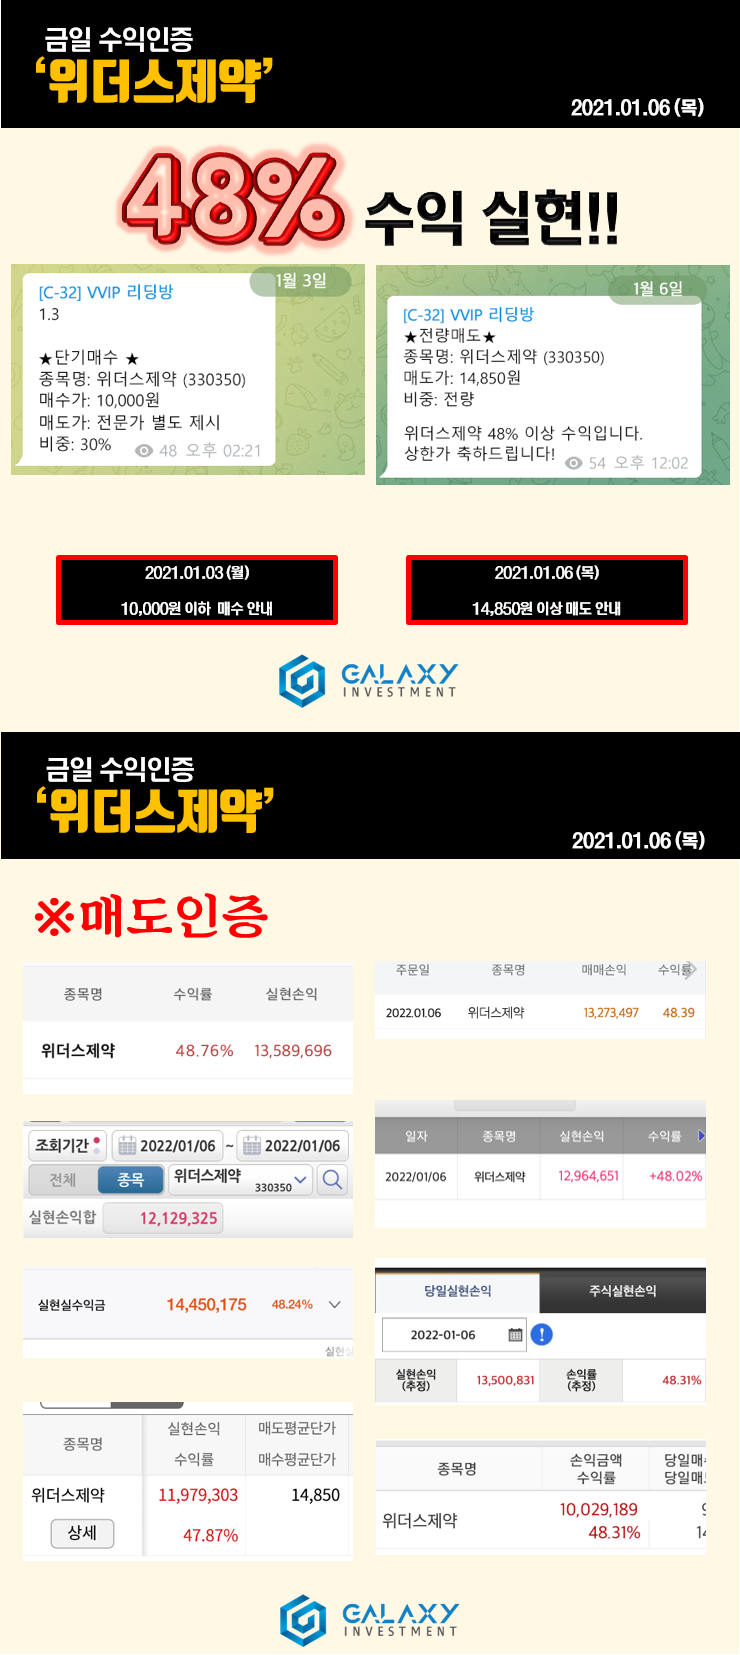 금일 수익인증
‘위더스제약’
2021.01.06 (목)
48% 수익 실현!!
1월 3일
[C-32] VVIP 리딩방
1.3
★단기매수 ★
종목명: 위더스제약 (330350)
매수가: 10,000원
매도가: 전문가 별도 제시
비중: 30%
48 오후 02:21
1월 6일
[C-32] VVIP 리딩방
★전량매도★
종목명: 위더스제약 (330350)
매도가: 14,850원
비중: 전량
위더스제약 48% 이상 수익입니다.
상한가 축하드립니다!
54 오후 12:02
2021.01.03 (월)
10,000원 이하 매수 안내
2021.01.06 (목)
14,850원 이상 매도 안내
GALAXY
INVESTMENT
금일 수익인증
‘위더스제약’
2021.01.06 (목)
※매도인증
종목명 수익률 실현손익
위더스제약 48.76% 13,589,696
주문일 종목명 매매손익 수익률
2022.01.06 위더스제약 13,273,497 48.39
조회기간 2022/01/06 ~ 2022/01/06
전체 종목 위더스제약 330350
실현손익합 12,129,325
일자 종목명 실현손익 수익률
2022/01/06 위더스제약 12,964,651 +48.02%
실현실수익금 14,450,175 48.24%
실현실
당일실현손익 주식실현손익
2022-01-06
실현손익 (추정) 13,500,831 손익률 (추정) 48.31%
종목명 실현손익 매도평균단가
수익률 매수평균단가
위더스제약 11,979,303 14,850
상세 47.87%
종목명 손익금액 당일매
수익률 당일매
위더스제약 10,029,189
48.31%
GALAXY
INVESTMENT